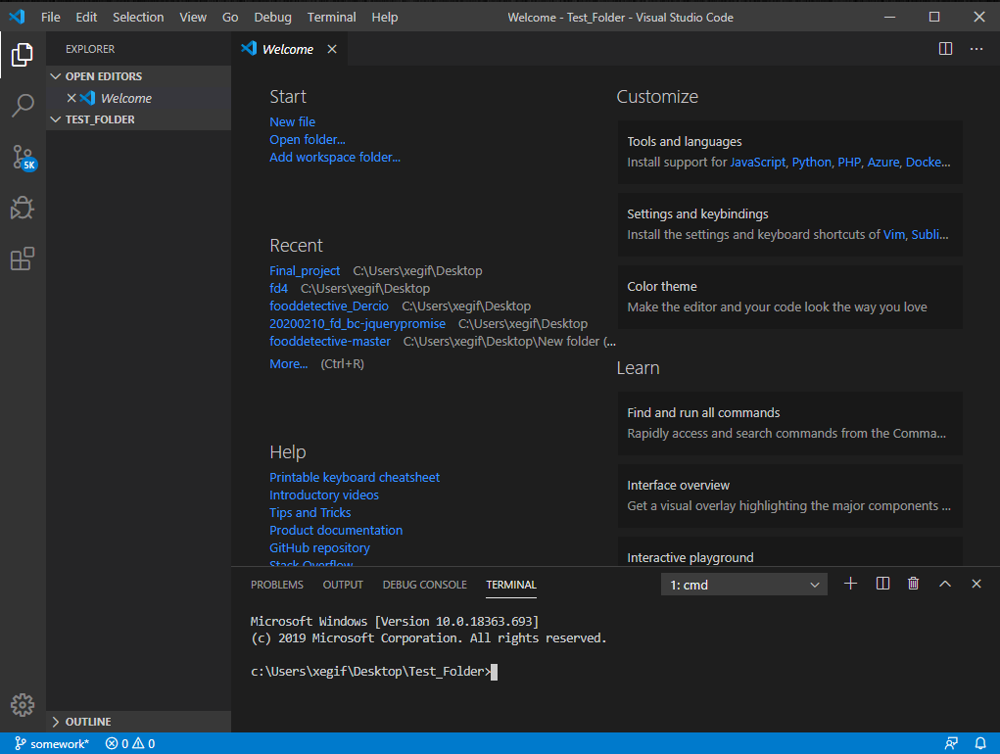 File Edit Selection View Go Debug Terminal Help Welcome - Test_Folder - Visual Studio Code
EXPLORER
OPEN EDITORS
Welcome
TEST_FOLDER
5K
OUTLINE
Welcome
Start
New file
Open folder...
Add workspace folder...
Recent
Final_project C:\Users\xegif\Desktop
fd4 C:\Users\xegif\Desktop
fooddetective_Dercio C:\Users\xegif\Desktop
20200210_fd_bc-jquerypromise C:\Users\xegif\Desktop
fooddetective-master C:\Users\xegif\Desktop\New folder (...
More... (Ctrl+R)
Help
Printable keyboard cheatsheet
Introductory videos
Tips and Tricks
Product documentation
GitHub repository
Stack Overflow
Customize
Tools and languages
Install support for JavaScript, Python, PHP, Azure, Docke...
Settings and keybindings
Install the settings and keyboard shortcuts of Vim, Subli...
Color theme
Make the editor and your code look the way you love
Learn
Find and run all commands
Rapidly access and search commands from the Comma...
Interface overview
Get a visual overlay highlighting the major components ...
Interactive playground
PROBLEMS OUTPUT DEBUG CONSOLE TERMINAL 1: cmd
Microsoft Windows [Version 10.0.18363.693]
(c) 2019 Microsoft Corporation. All rights reserved.
c:\Users\xegif\Desktop\Test_Folder>
somework* 0 0